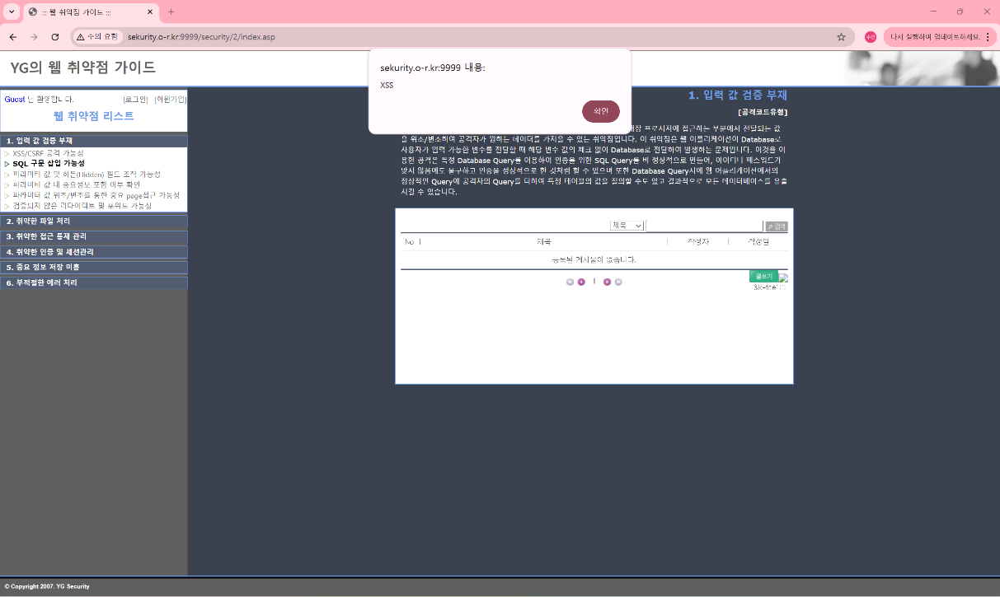 ::: 웹 취약점 가이드 :::
수의 요함
sekurity.o-r.kr:9999/security/2/index.asp
수민
다시 실행하여 업데이트하세요.
YG의 웹 취약점 가이드
sekurity.o-r.kr:9999 내용:
XSS
확인
Guest 님 환영합니다.
[로그인] [회원가입]
웹 취약점 리스트
1. 입력 값 검증 부재
▷ XSS/CSRF 공격 가능성
▷ SQL 구문 삽입 가능성
▷ 파라미터 값 및 히든(Hidden) 필드 조작 가능성
▷ 파라미터 값 내 중요정보 포함 여부 확인
▷ 파라미터 값 위조/변조를 통한 중요 page접근 가능성
▷ 검증되지 않은 리다이렉트 및 포워드 가능성
2. 취약한 파일 처리
3. 취약한 접근 통제 관리
4. 취약한 인증 및 세션관리
5. 중요 정보 저장 미흡
6. 부적절한 에러 처리
1. 입력 값 검증 부재
[공격코드유형]
장 프로시저에 접근하는 부분에서 전달되는 값
을 위조/변조하여 공격자가 원하는 데이터를 가져올 수 있는 취약점입니다. 이 취약점은 웹 어플리케이션이 Database로
사용자가 입력 가능한 변수를 전달할 때 해당 변수 값의 체크 없이 Database로 전달하여 발생하는 문제입니다. 이것을 이
용한 공격은 특정 Database Query를 이용하여 인증을 위한 SQL Query를 비 정상적으로 만들어, 아이디나 패스워드가
맞지 않음에도 불구하고 인증을 정상적으로 한 것처럼 할 수 있으며 또한 Database Query시에 웹 어플리케이션에서의
정상적인 Query에 공격자의 Query를 더하여 특정 테이블의 값을 질의할 수도 있고 결과적으로 모든 데이터베이스를 유출
시킬 수 있습니다.
제목
검색
No | 제목 | 작성자 | 작성일
등록된 게시물이 없습니다.
1
글쓰기
© Copyright 2007. YG Security